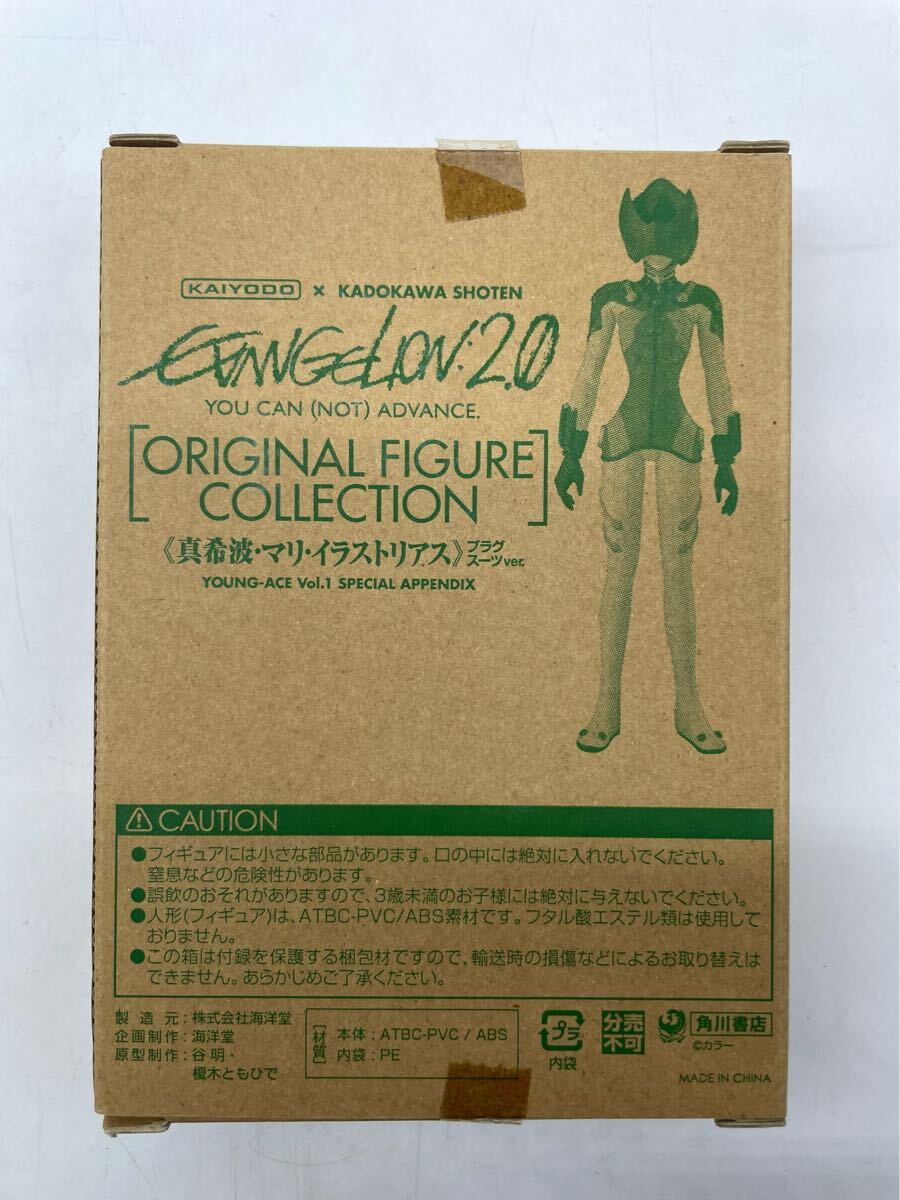 KAIYODO × KADOKAWA SHOTEN
EVANGELION:2.0
YOU CAN (NOT) ADVANCE.
[ORIGINAL FIGURE
COLLECTION]
《真希波・マリ・イラストリアス》プラグスーツver.
YOUNG-ACE Vol.1 SPECIAL APPENDIX
CAUTION
●フィギュアには小さな部品があります。口の中には絶対に入れないでください。
窒息などの危険性があります。
●誤飲のおそれがありますので、3歳未満のお子様には絶対に与えないでください。
●人形(フィギュア)は、ATBC-PVC/ABS素材です。フタル酸エステル類は使用して
おりません。
●この箱は付録を保護する梱包材ですので、輸送時の損傷などによるお取り替えは
できません。あらかじめご了承ください。
製造元:株式会社海洋堂
企画制作:海洋堂
原型制作:谷 明・
榎木ともひで
[材質]
本体:ATBC-PVC / ABS
内袋:PE
プラ
内袋
分売
不可
角川書店
©カラー
MADE IN CHINA